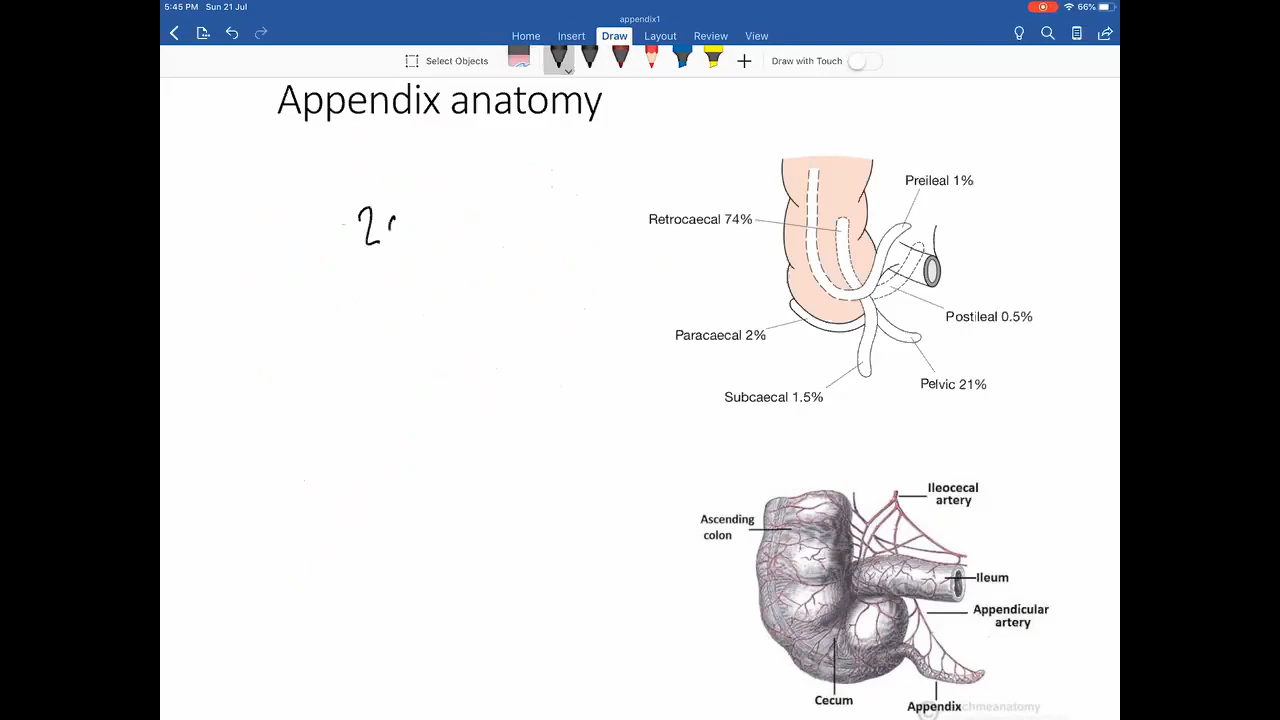 5:45 PM Sun 21 Jul
66%
appendix1
Home Insert Draw Layout Review View
Select Objects
Draw with Touch
Appendix anatomy
2
Preileal 1%
Retrocaecal 74%
Postileal 0.5%
Paracaecal 2%
Pelvic 21%
Subcaecal 1.5%
Ileocecal
artery
Ascending
colon
Ileum
Appendicular
artery
Cecum
Appendix
chmeanatomy